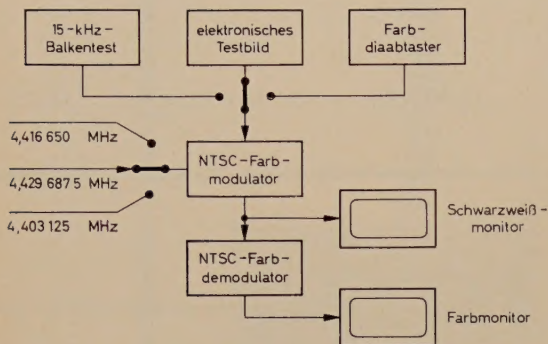 15-kHz-
Balkentest
elektronisches
Testbild
Farb-
diaabtaster
4,416 650 MHz
4,429 687 5 MHz
4,403 125 MHz
NTSC-Farb-
modulator
Schwarzweiß-
monitor
NTSC-Farb-
demodulator
Farbmonitor